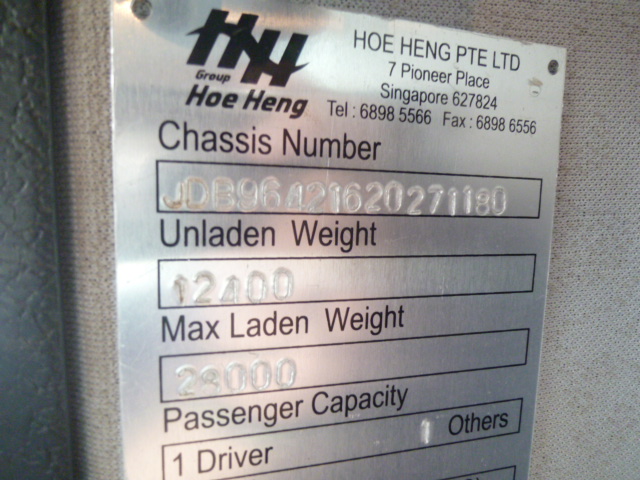 HH
Group
Hoe Heng
HOE HENG PTE LTD
7 Pioneer Place
Singapore 627824
Tel : 6898 5566 Fax : 6898 6556
Chassis Number
JDB96421620271180
Unladen Weight
12400
Max Laden Weight
28000
Passenger Capacity
1 Driver 1 Others